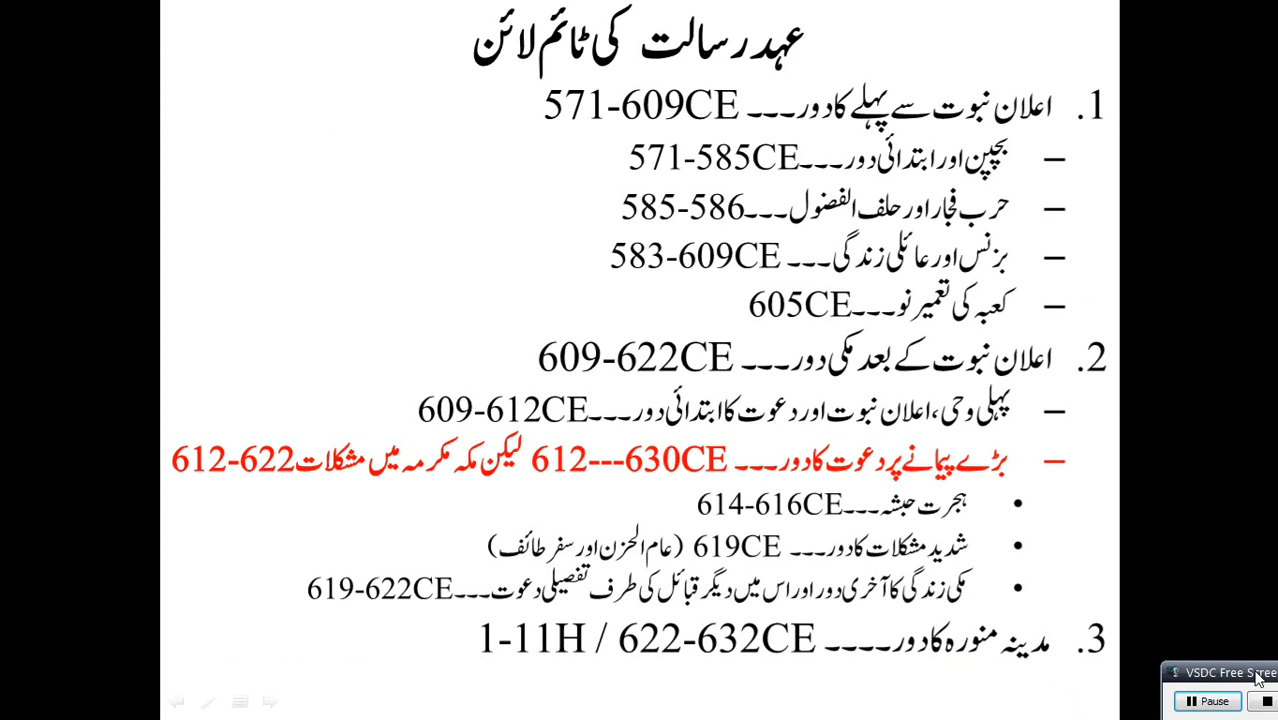 عہد رسالت کی ٹائم لائن
1. اعلان نبوت سے پہلے کا دور۔۔۔ 571-609CE
– بچپن اور ابتدائی دور۔۔۔571-585CE
– حرب فجار اور حلف الفضول۔۔۔585-586
– بزنس اور عائلی زندگی۔۔۔ 583-609CE
– کعبہ کی تعمیر نو۔۔۔605CE
2. اعلان نبوت کے بعد مکی دور۔۔۔ 609-622CE
– پہلی وحی، اعلان نبوت اور دعوت کا ابتدائی دور۔۔۔609-612CE
– بڑے پیمانے پر دعوت کا دور۔۔۔ 612---630CE لیکن مکہ مکرمہ میں مشکلات 612-622
• ہجرت حبشہ۔۔۔614-616CE
• شدید مشکلات کا دور۔۔۔ 619CE (عام الحزن اور سفر طائف)
• مکی زندگی کا آخری دور اور اس میں دیگر قبائل کی طرف تفصیلی دعوت۔۔۔619-622CE
3. مدینہ منورہ کا دور۔۔۔۔ 1-11H / 622-632CE
VSDC Free Scree
Pause